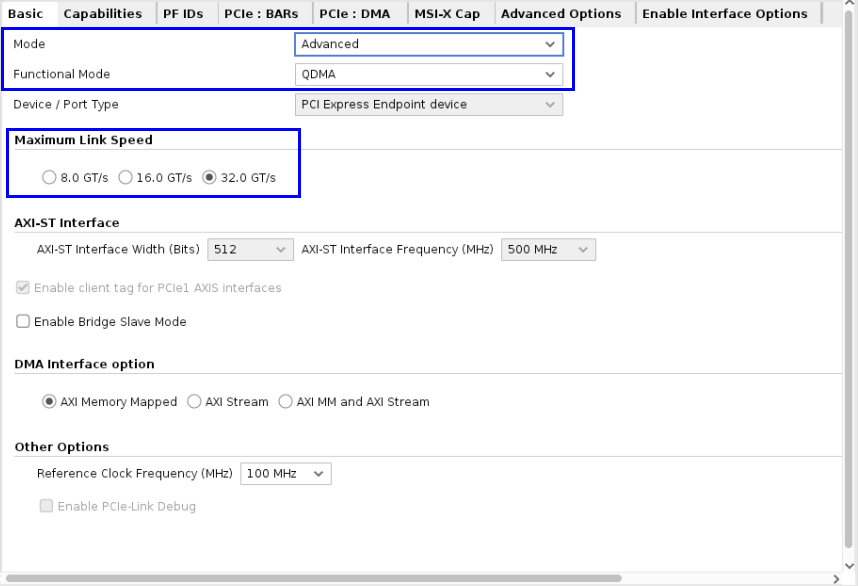 Basic Capabilities PF IDs PCIe : BARs PCIe : DMA MSI-X Cap Advanced Options Enable Interface Options
Mode Advanced
Functional Mode QDMA
Device / Port Type PCI Express Endpoint device
Maximum Link Speed
8.0 GT/s 16.0 GT/s 32.0 GT/s
AXI-ST Interface
AXI-ST Interface Width (Bits) 512 AXI-ST Interface Frequency (MHz) 500 MHz
Enable client tag for PCIe1 AXIS interfaces
Enable Bridge Slave Mode
DMA Interface option
AXI Memory Mapped AXI Stream AXI MM and AXI Stream
Other Options
Reference Clock Frequency (MHz) 100 MHz
Enable PCIe-Link Debug